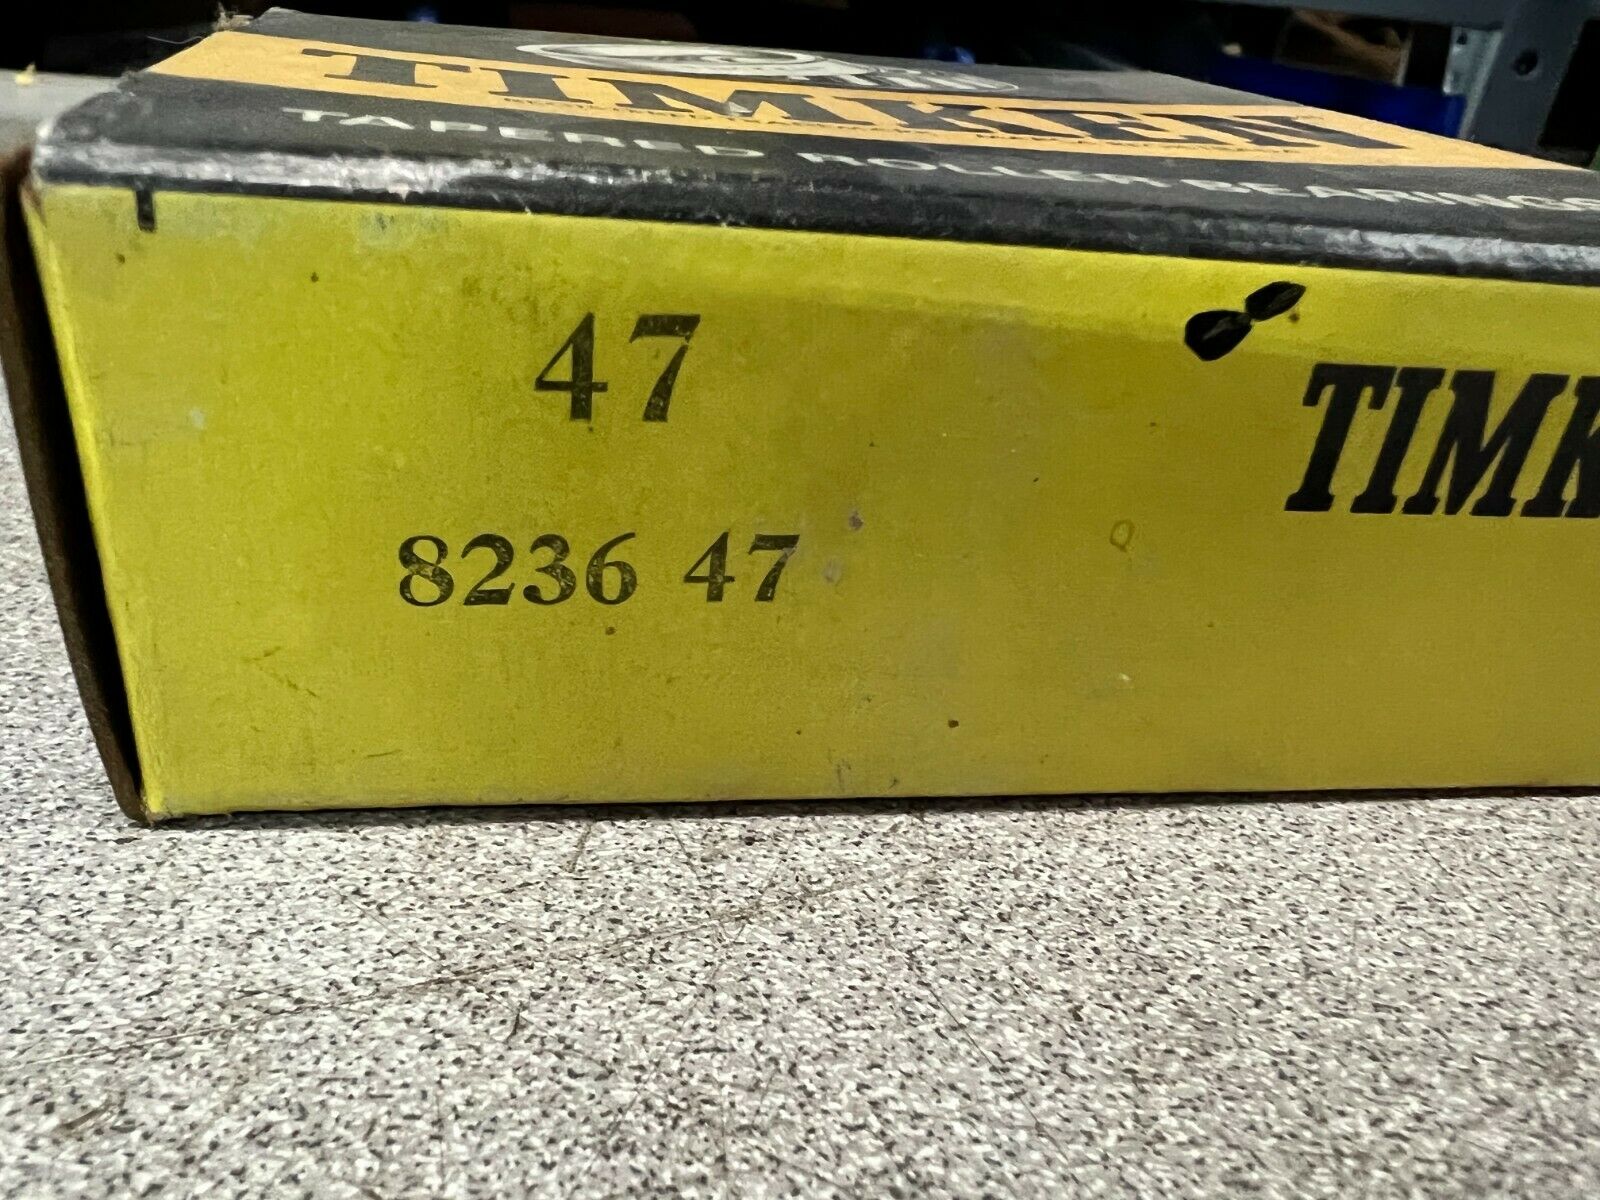 TIMKEN
TAPERED ROLLER BEARINGS
47
TIMK
8236 47